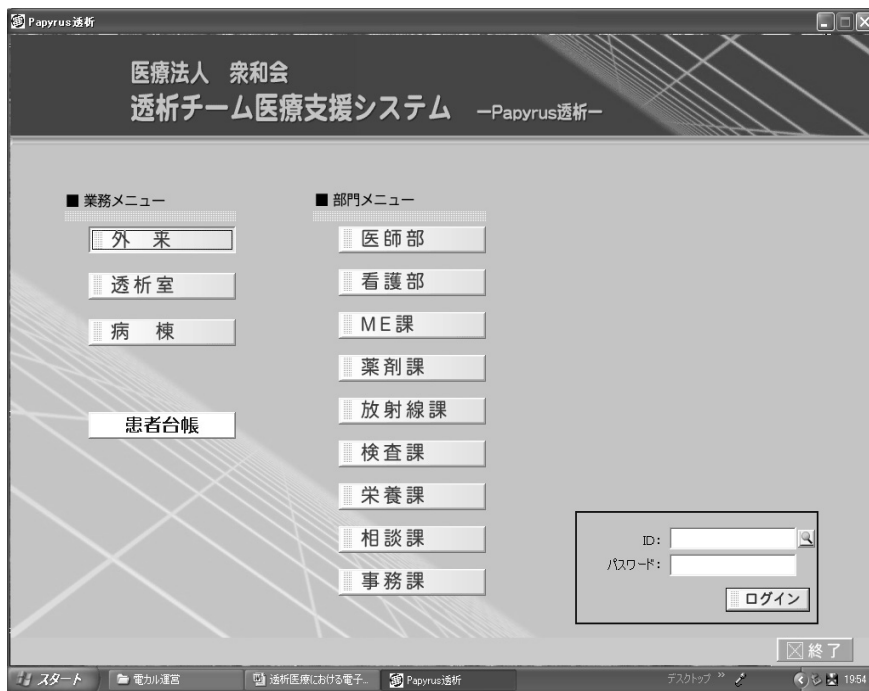 Papyrus透析
医療法人 衆和会
透析チーム医療支援システム ーPapyrus透析ー
■ 業務メニュー
外 来
透析室
病 棟
患者台帳
■ 部門メニュー
医師部
看護部
ME課
薬剤課
放射線課
検査課
栄養課
相談課
事務課
ID:
パスワード:
ログイン
終了
スタート
電カル運営
透析医療における電子...
Papyrus透析
デスクトップ »
19:54